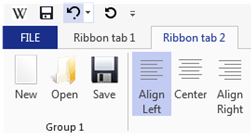 W
FILE Ribbon tab 1 Ribbon tab 2
New Open Save Align Left Center Align Right
Group 1